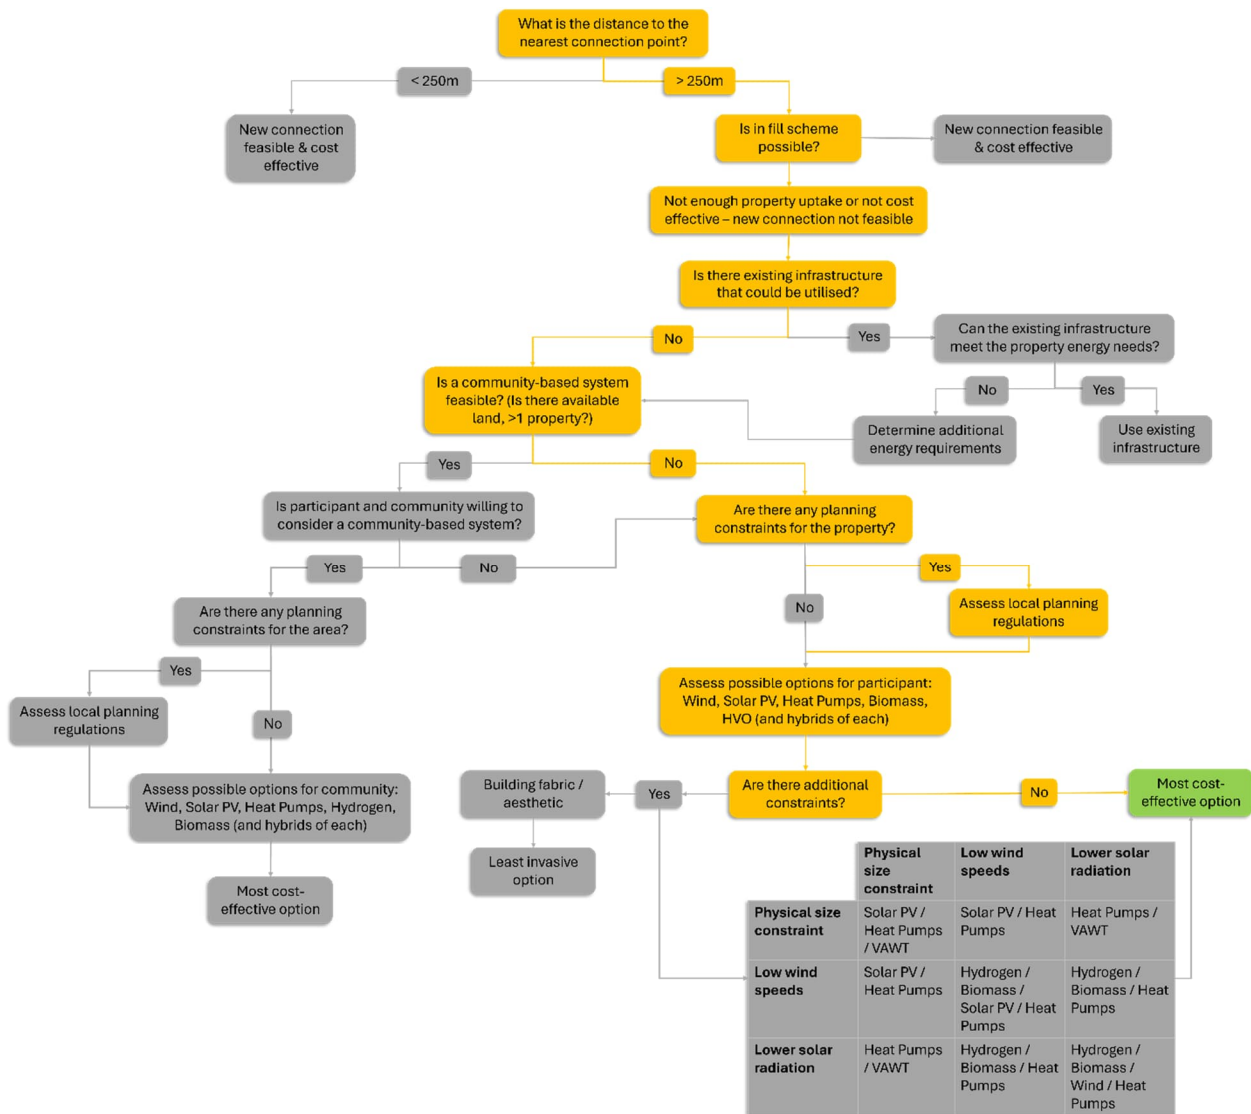 What is the distance to the
nearest connection point?
< 250m
> 250m
New connection
feasible & cost
effective
Is in fill scheme
possible?
New connection feasible
& cost effective
Not enough property uptake or not cost
effective – new connection not feasible
Is there existing infrastructure
that could be utilised?
No
Yes
Can the existing infrastructure
meet the property energy needs?
Is a community-based system
feasible? (Is there available
land, >1 property?)
No
Yes
Determine additional
energy requirements
Use existing
infrastructure
Yes
No
Is participant and community willing to
consider a community-based system?
Are there any planning
constraints for the property?
Yes
No
Yes
No
Assess local planning
regulations
Are there any planning
constraints for the area?
Yes
No
Assess local planning
regulations
Assess possible options for participant:
Wind, Solar PV, Heat Pumps, Biomass,
HVO (and hybrids of each)
Assess possible options for community:
Wind, Solar PV, Heat Pumps, Hydrogen,
Biomass (and hybrids of each)
Most cost-
effective option
Building fabric /
aesthetic
Yes
Are there additional
constraints?
No
Most cost-
effective option
Least invasive
option
Physical
size
constraint
Low wind
speeds
Lower solar
radiation
Physical size
constraint
Solar PV /
Heat Pumps
/ VAWT
Solar PV / Heat
Pumps
Heat Pumps /
VAWT
Low wind
speeds
Solar PV /
Heat Pumps
Hydrogen /
Biomass /
Solar PV / Heat
Pumps
Hydrogen /
Biomass / Heat
Pumps
Lower solar
radiation
Heat Pumps
/ VAWT
Hydrogen /
Biomass / Heat
Pumps
Hydrogen /
Biomass /
Wind / Heat
Pumps